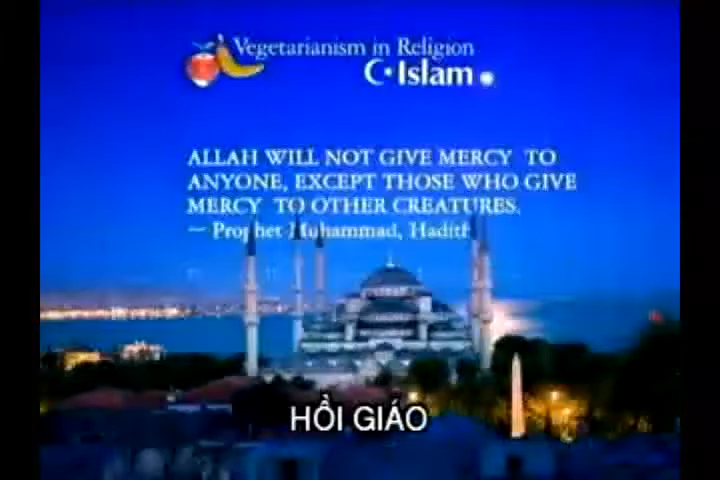 Vegetarianism in Religion
Islam
ALLAH WILL NOT GIVE MERCY TO
ANYONE, EXCEPT THOSE WHO GIVE
MERCY TO OTHER CREATURES.
— Prophet Muhammad, Hadith
HỒI GIÁO